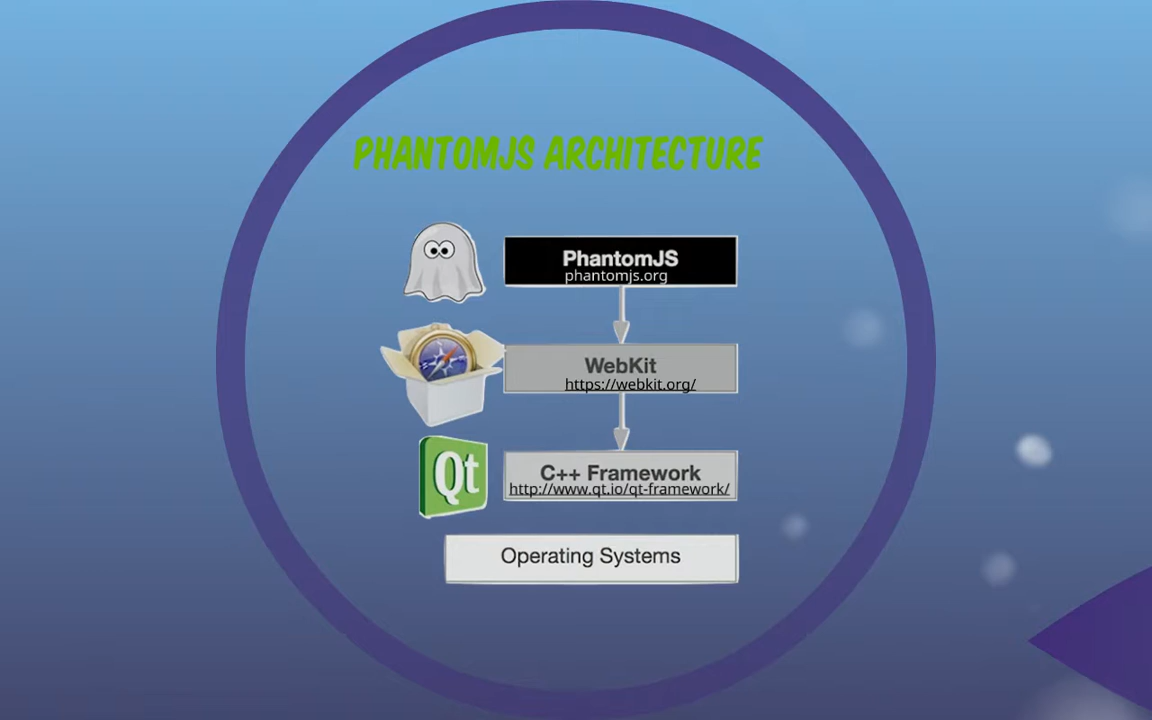 PHANTOMJS ARCHITECTURE
PhantomJS
phantomjs.org
WebKit
https://webkit.org/
Qt
C++ Framework
http://www.qt.io/qt-framework/
Operating Systems